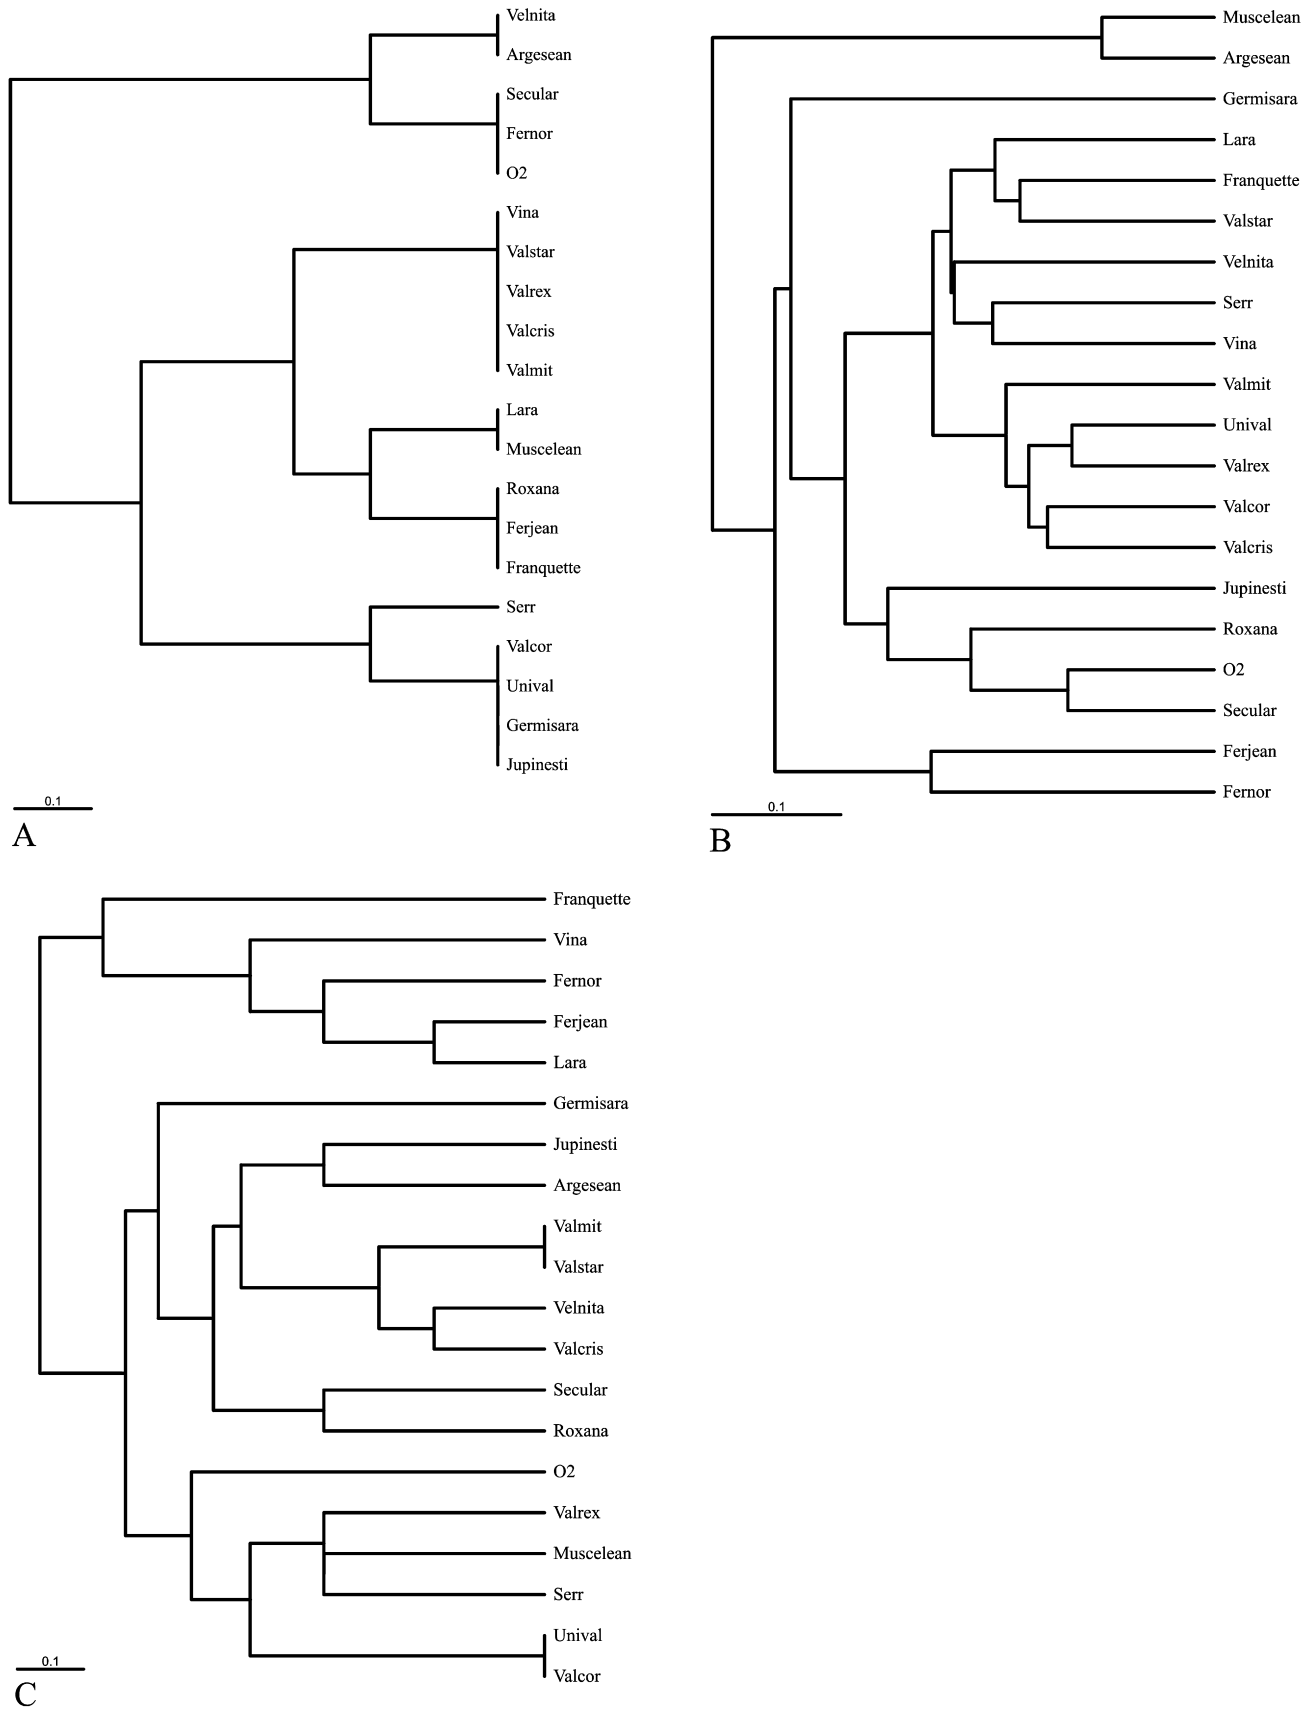 Velnita
Argesean
Secular
Fernor
O2
Vina
Valstar
Valrex
Valcris
Valmit
Lara
Muscelean
Roxana
Ferjean
Franquette
Serr
Valcor
Unival
Germisara
Jupinesti
0.1
A
Muscelean
Argesean
Germisara
Lara
Franquette
Valstar
Velnita
Serr
Vina
Valmit
Unival
Valrex
Valcor
Valcris
Jupinesti
Roxana
O2
Secular
Ferjean
Fernor
0.1
B
Franquette
Vina
Fernor
Ferjean
Lara
Germisara
Jupinesti
Argesean
Valmit
Valstar
Velnita
Valcris
Secular
Roxana
O2
Valrex
Muscelean
Serr
Unival
Valcor
0.1
C